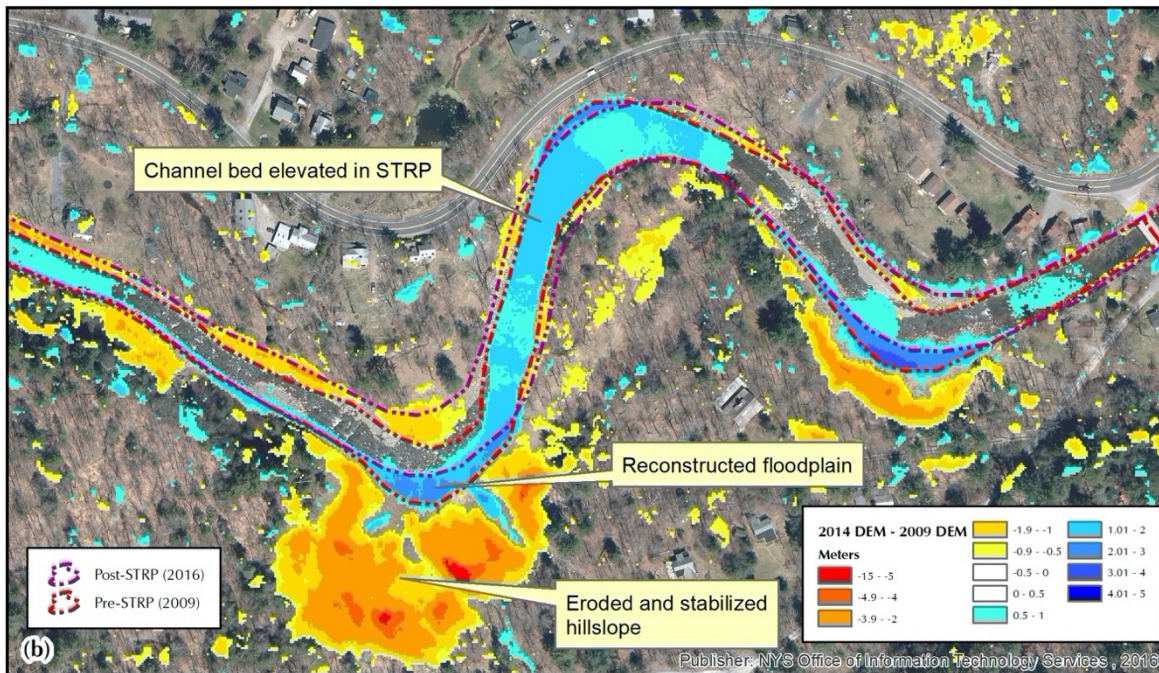 Channel bed elevated in STRP
Reconstructed floodplain
Eroded and stabilized
hillslope
Post-STRP (2016)
Pre-STRP (2009)
(b)
2014 DEM - 2009 DEM
Meters
-15 - -5
-4.9 - -4
-3.9 - -2
-1.9 - -1
-0.9 - -0.5
-0.5 - 0
0 - 0.5
0.5 - 1
1.01 - 2
2.01 - 3
3.01 - 4
4.01 - 5
Publisher: NYS Office of Information Technology Services , 2016